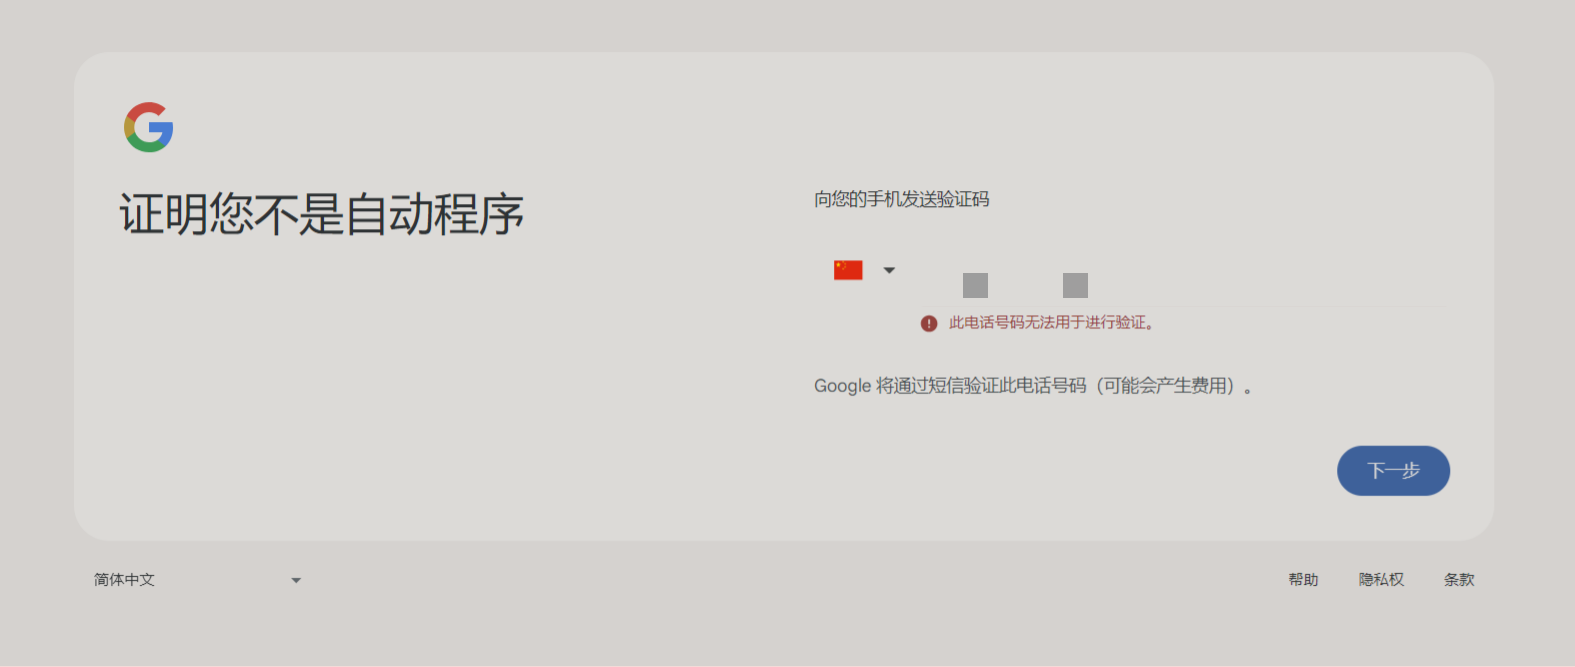 证明您不是自动程序
向您的手机发送验证码
此电话号码无法用于进行验证。
Google 将通过短信验证此电话号码（可能会产生费用）。
下一步
简体中文
帮助 隐私权 条款